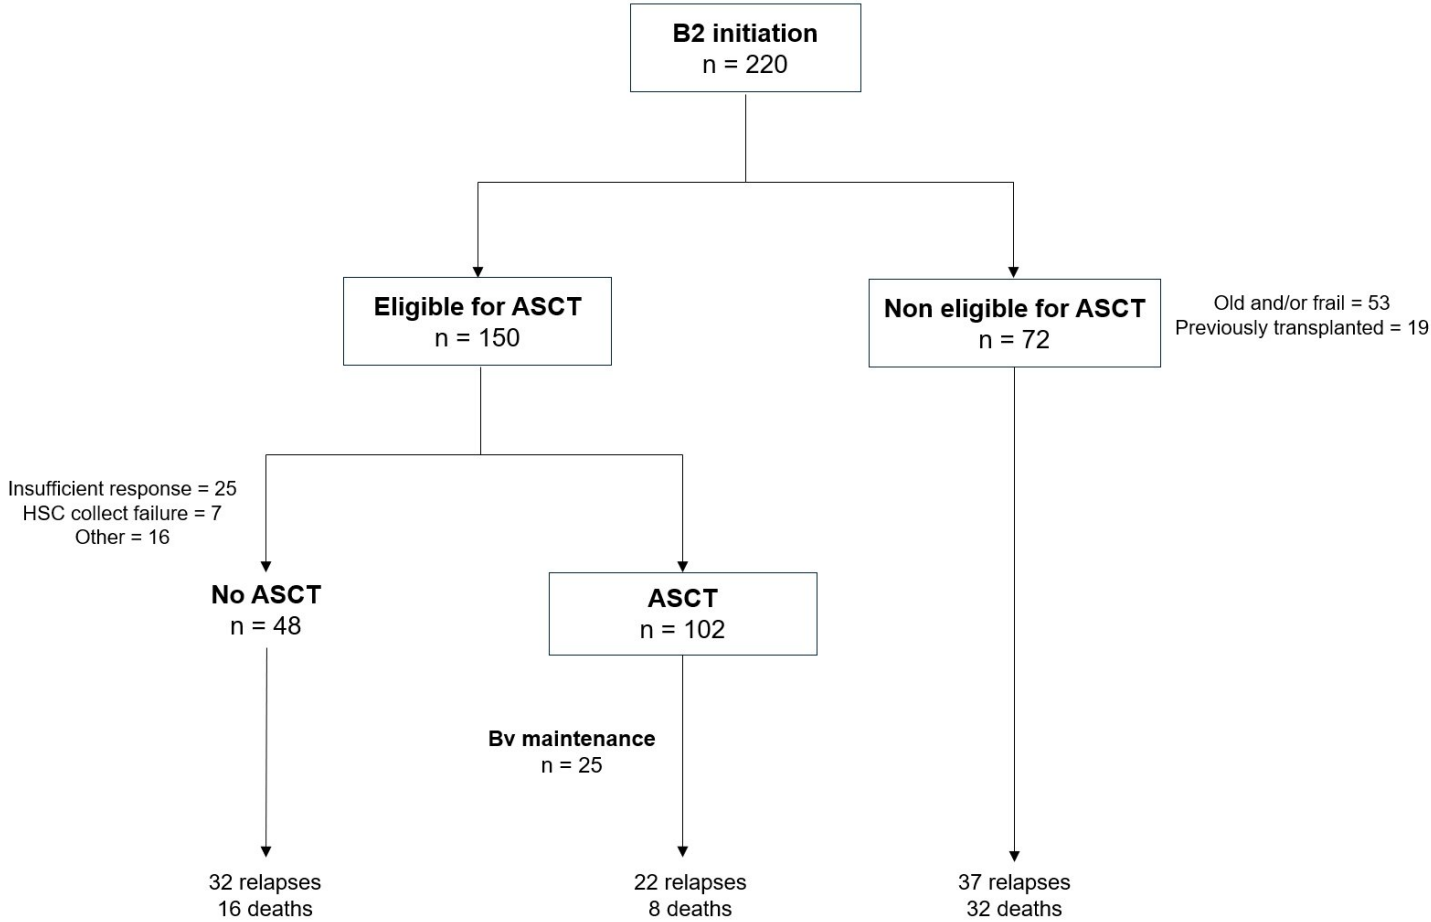 B2 initiation
n = 220
Eligible for ASCT
n = 150
Non eligible for ASCT
n = 72
Old and/or frail = 53
Previously transplanted = 19
Insufficient response = 25
HSC collect failure = 7
Other = 16
No ASCT
n = 48
ASCT
n = 102
Bv maintenance
n = 25
32 relapses
16 deaths
22 relapses
8 deaths
37 relapses
32 deaths